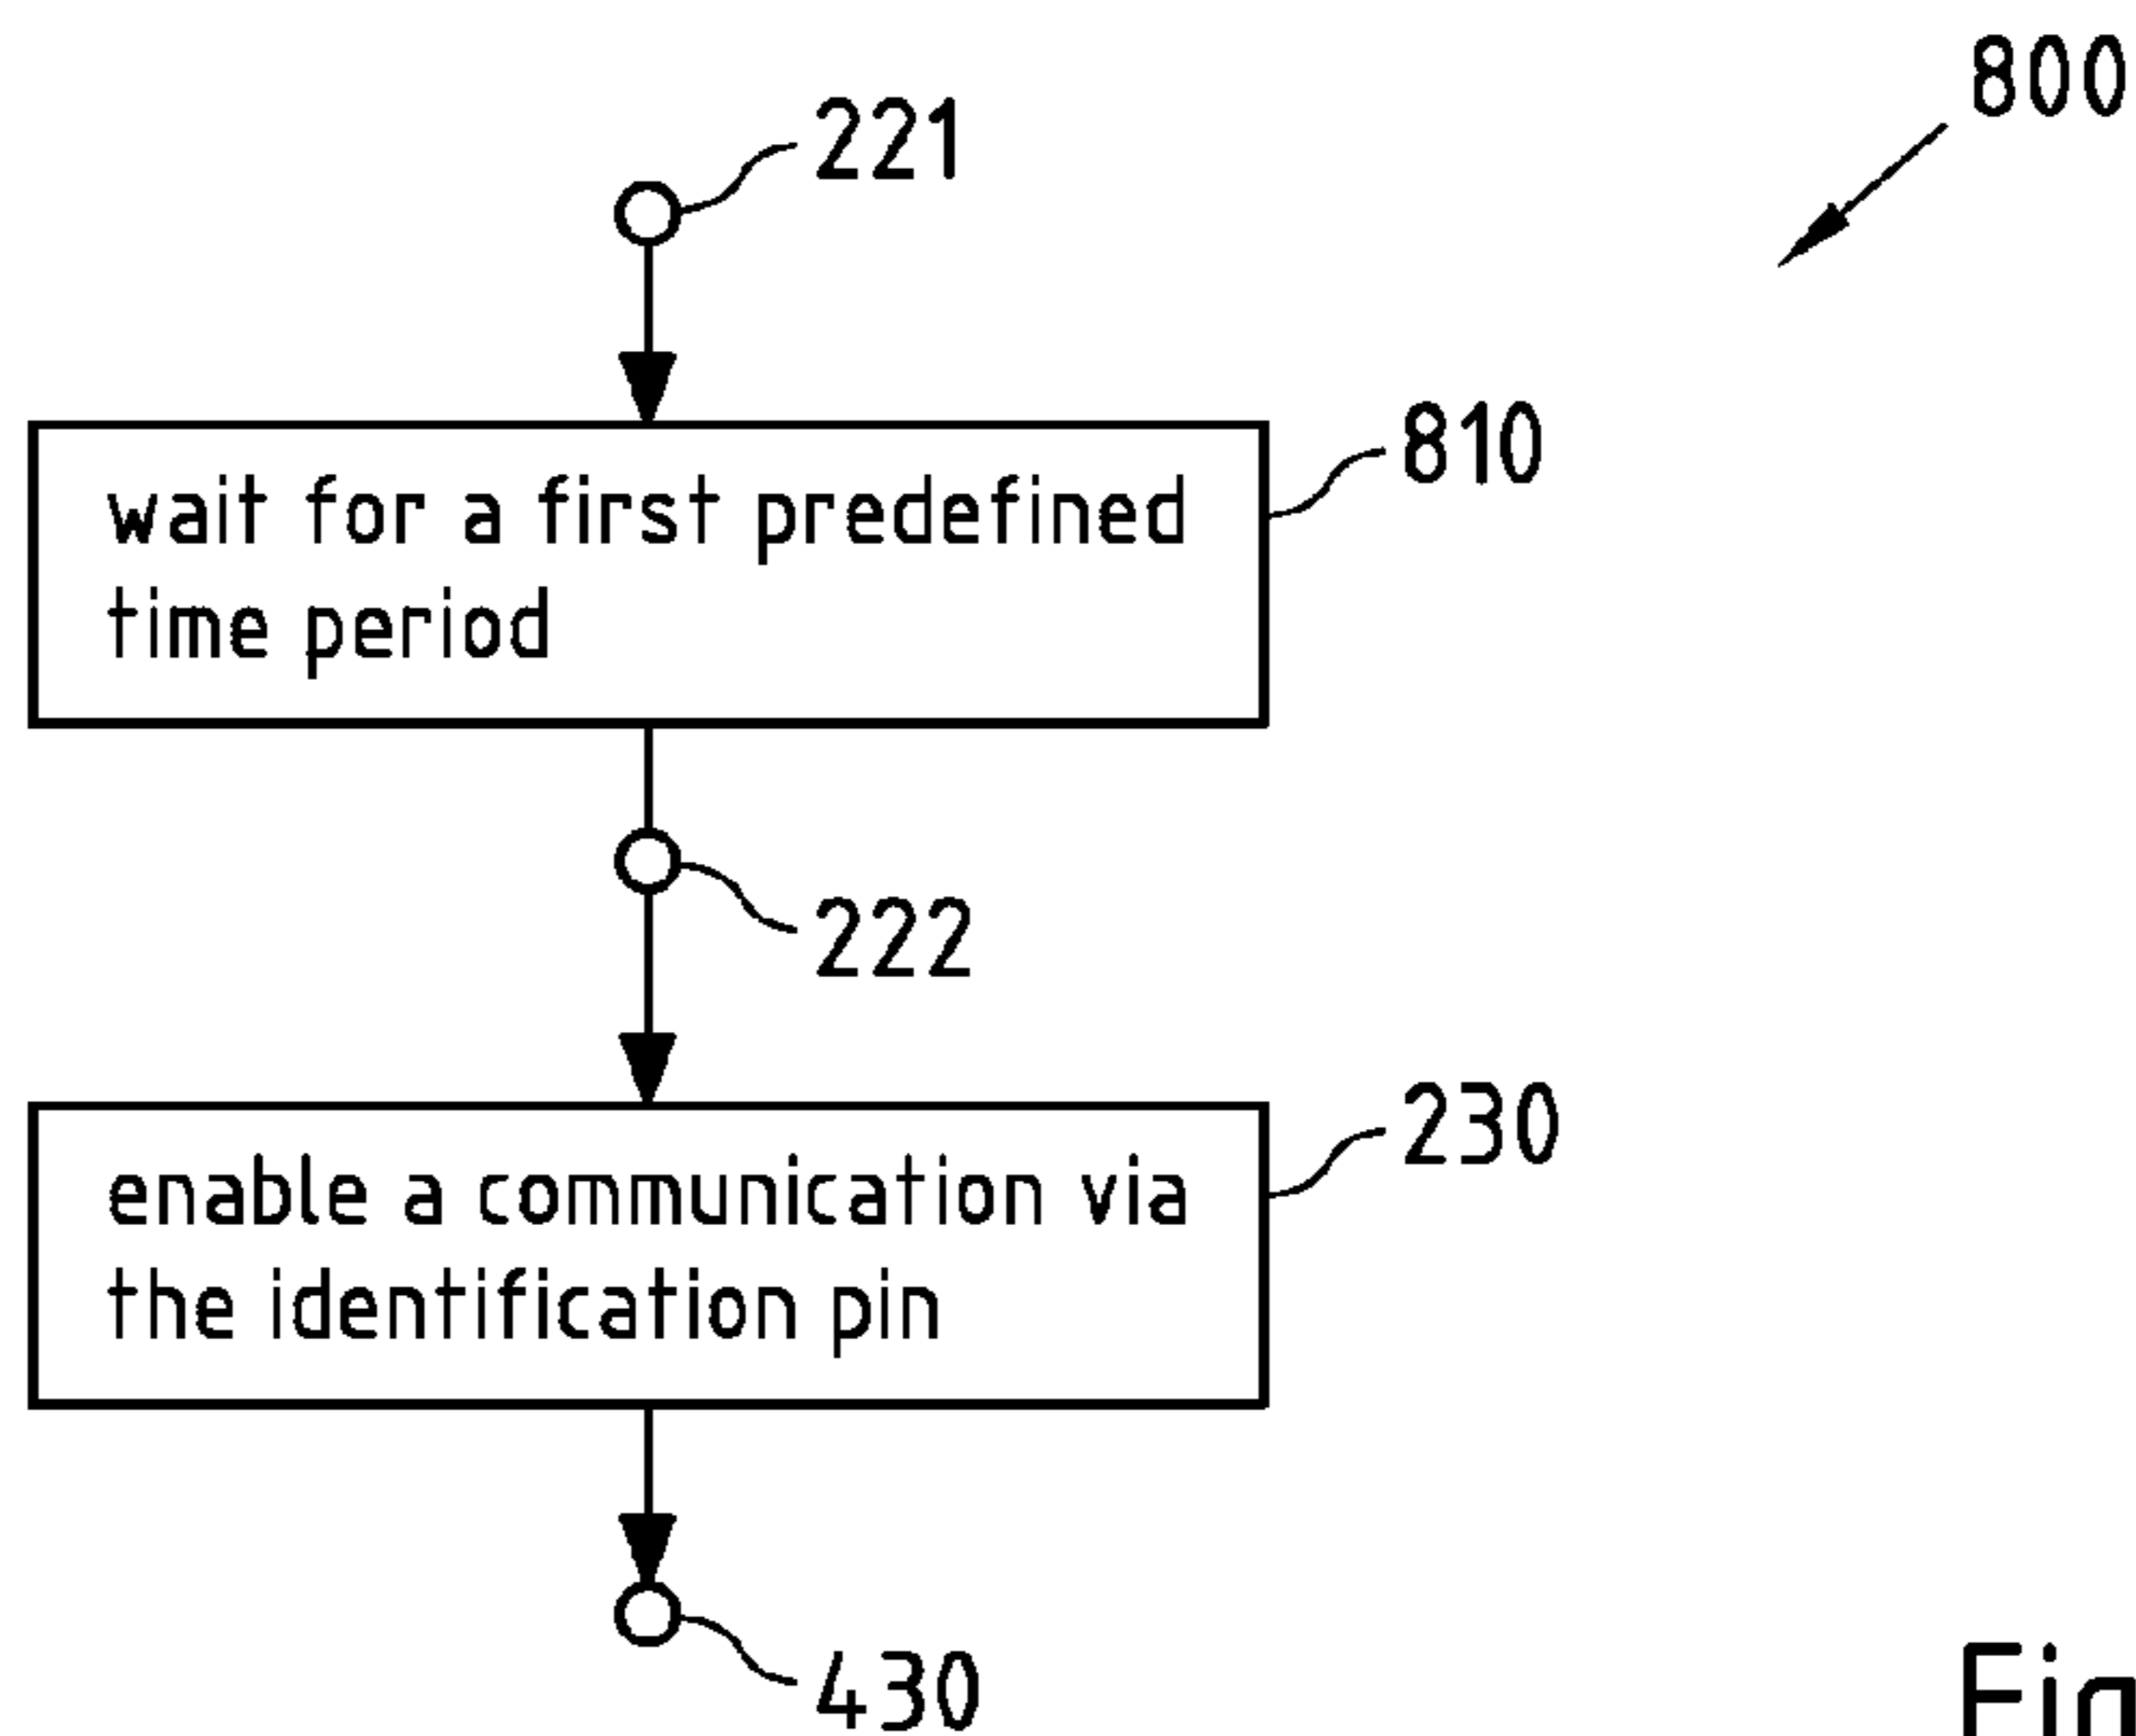 800
221
810
wait for a first predefined
time period
222
230
enable a communication via
the identification pin
430